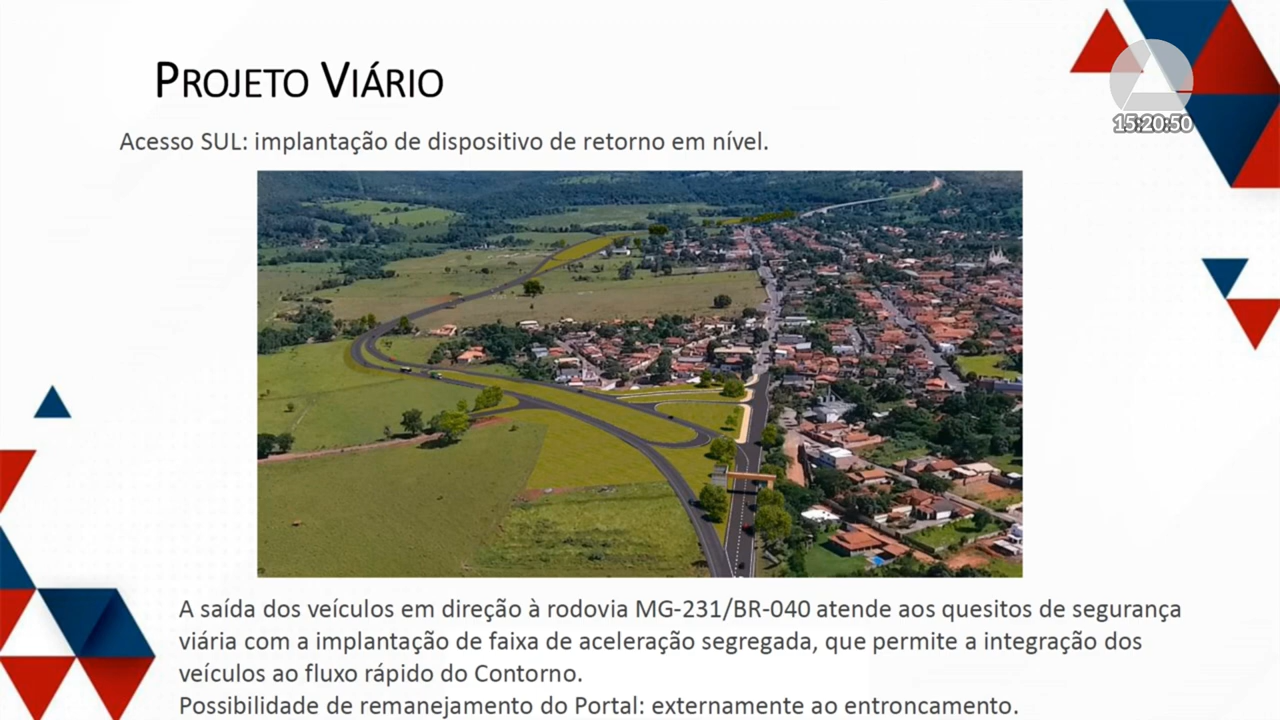 PROJETO VIÁRIO
Acesso SUL: implantação de dispositivo de retorno em nível.
15:20:50
A saída dos veículos em direção à rodovia MG-231/BR-040 atende aos quesitos de segurança
viária com a implantação de faixa de aceleração segregada, que permite a integração dos
veículos ao fluxo rápido do Contorno.
Possibilidade de remanejamento do Portal: externamente ao entroncamento.